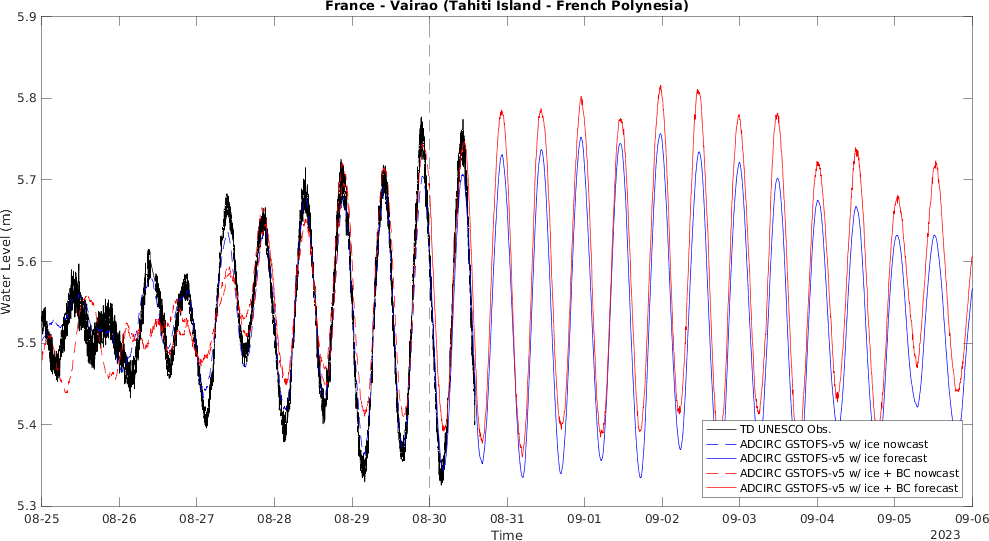 France - Vairao (Tahiti Island - French Polynesia)
5.9
5.8
5.7
5.6
5.5
5.4
5.3
Water Level (m)
TD UNESCO Obs.
ADCIRC GSTOFS-v5 w/ ice nowcast
ADCIRC GSTOFS-v5 w/ ice forecast
ADCIRC GSTOFS-v5 w/ ice + BC nowcast
ADCIRC GSTOFS-v5 w/ ice + BC forecast
08-25 08-26 08-27 08-28 08-29 08-30 08-31 09-01 09-02 09-03 09-04 09-05 09-06
Time
2023